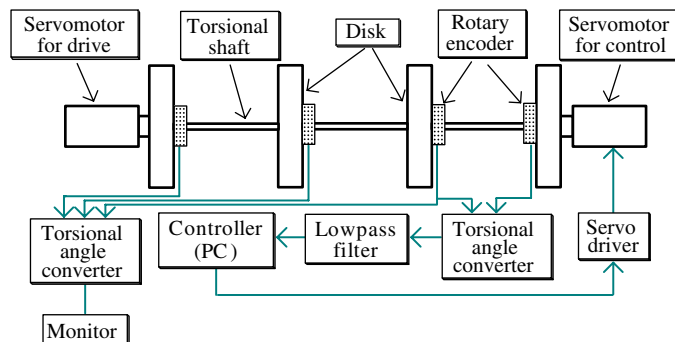 Servomotor
for drive
Torsional
shaft
Disk
Rotary
encoder
Servomotor
for control
Torsional
angle
converter
Controller
(PC)
Lowpass
filter
Torsional
angle
converter
Servo
driver
Monitor